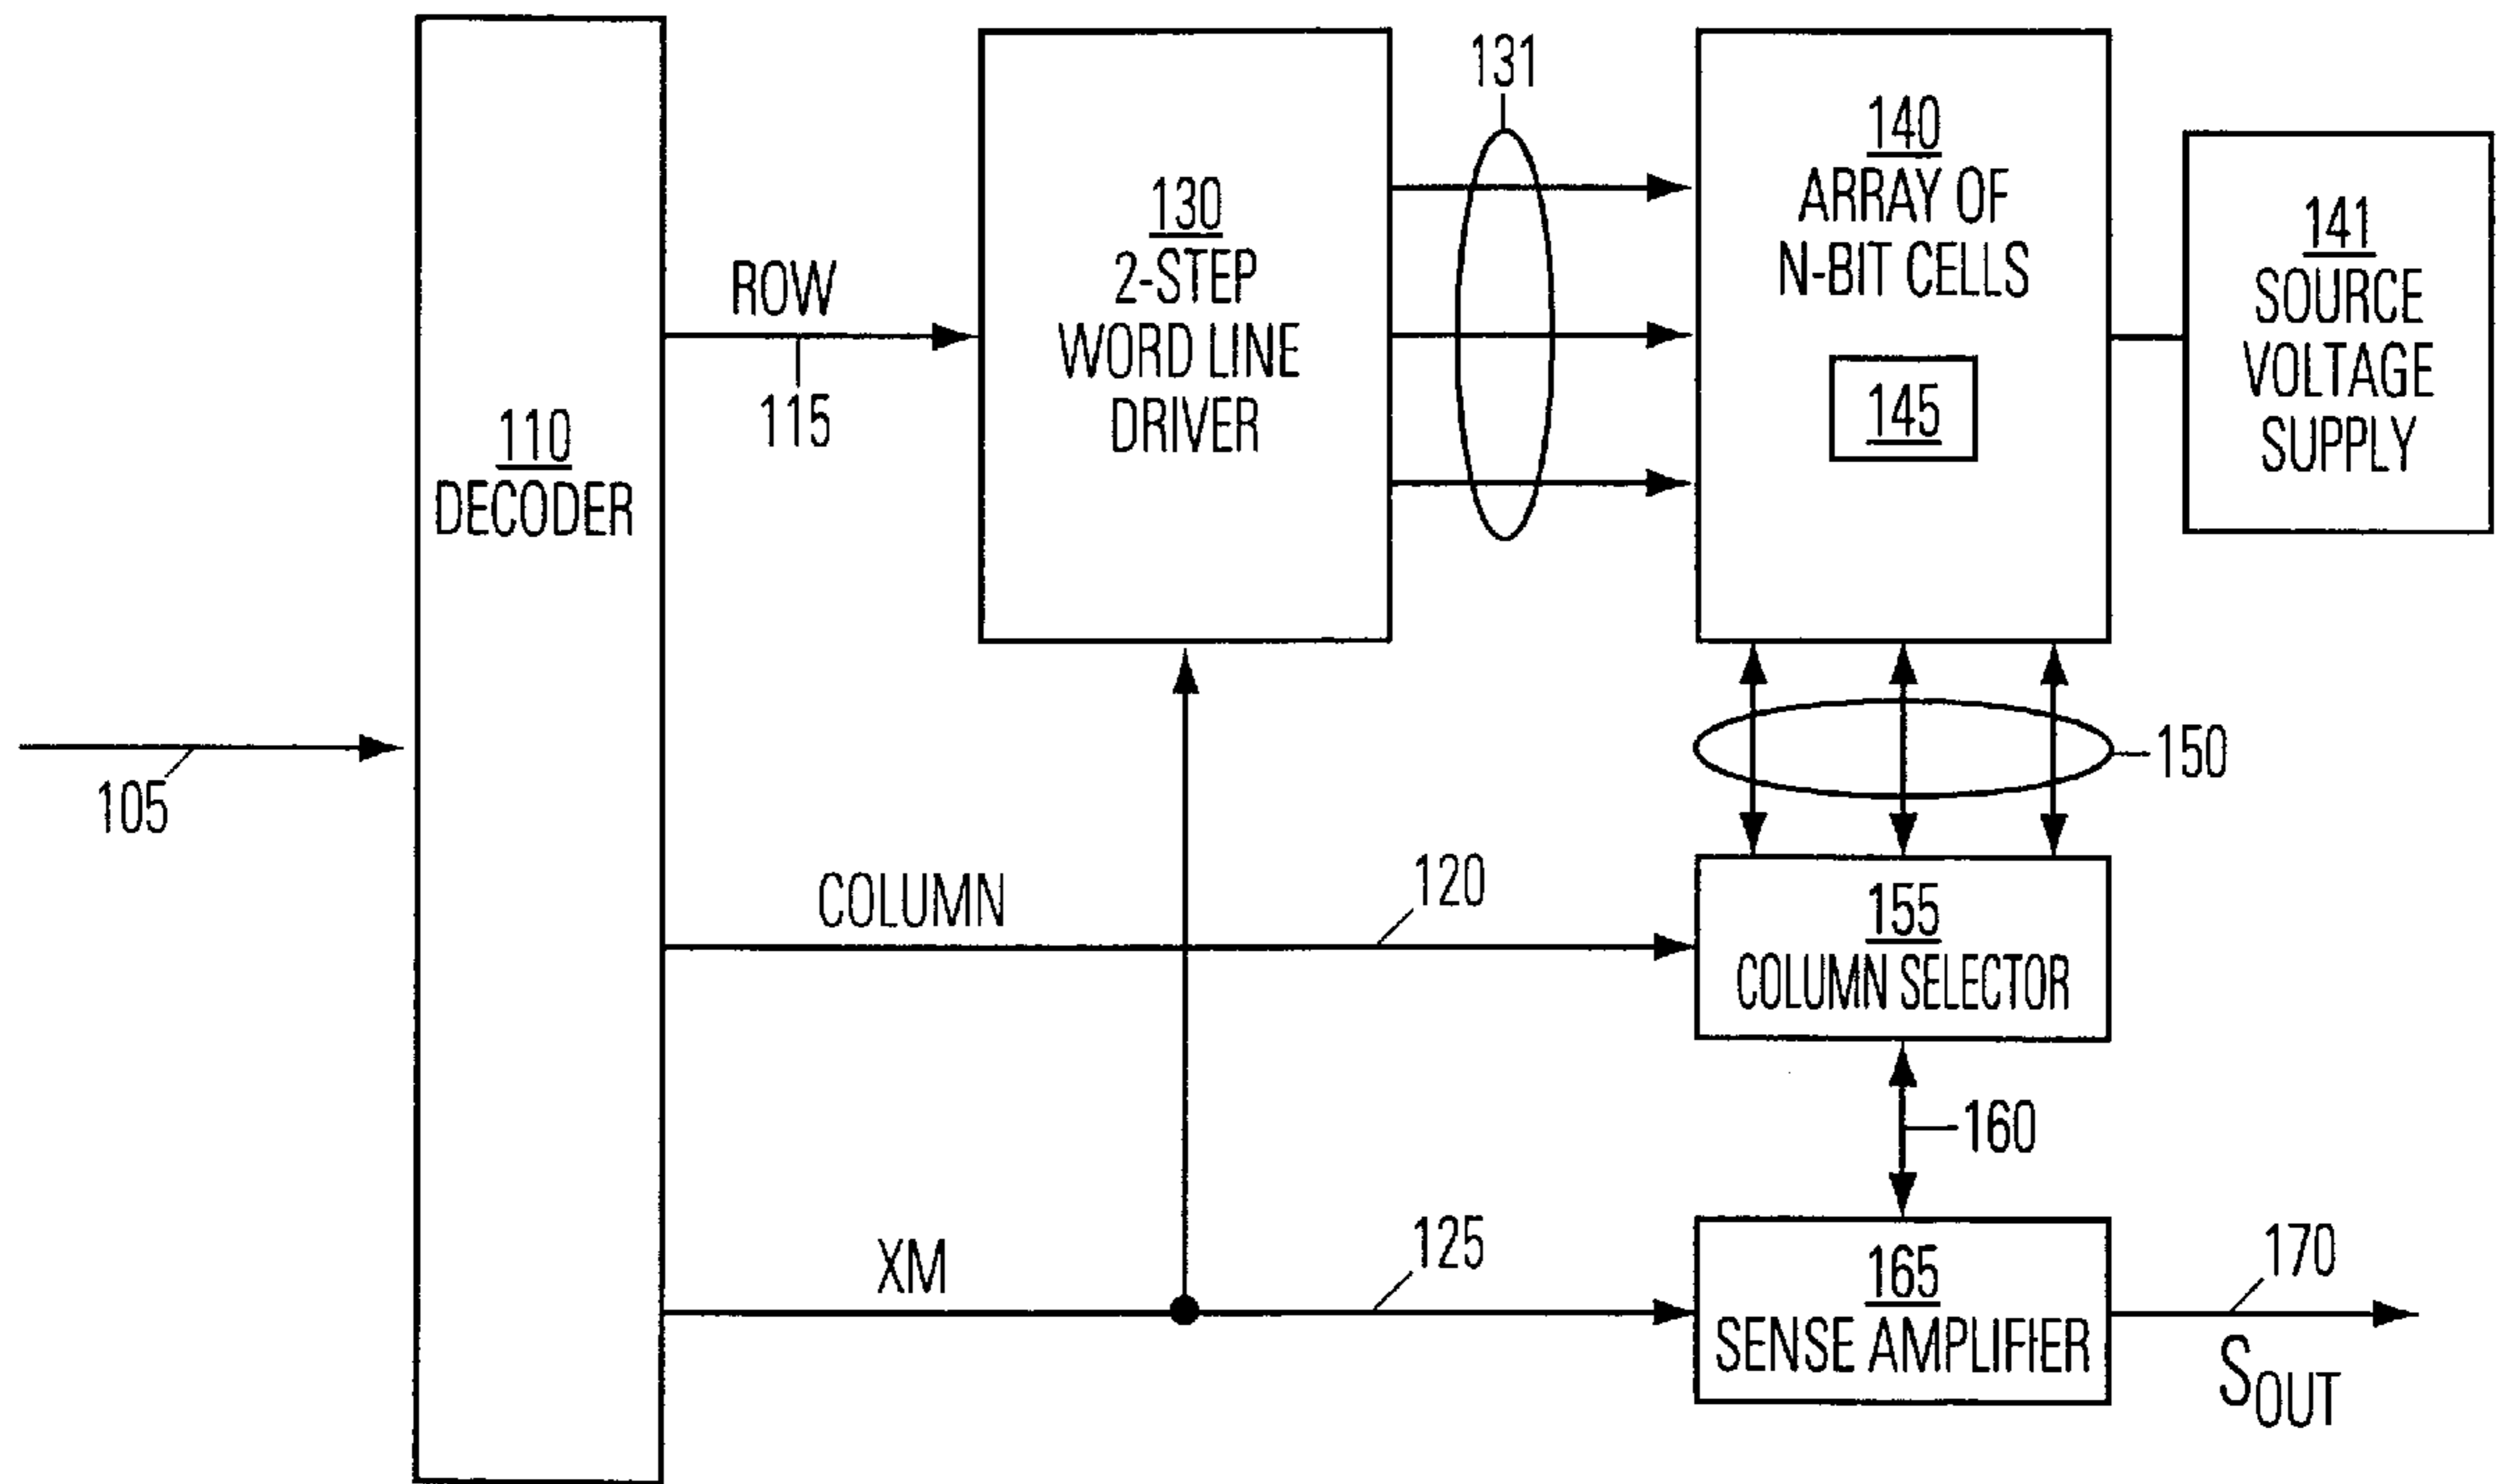 110
DECODER
105
ROW
115
130
2-STEP
WORD LINE
DRIVER
131
140
ARRAY OF
N-BIT CELLS
145
141
SOURCE
VOLTAGE
SUPPLY
150
COLUMN
120
155
COLUMN SELECTOR
160
XM
125
165
SENSE AMPLIFIER
170
SOUT